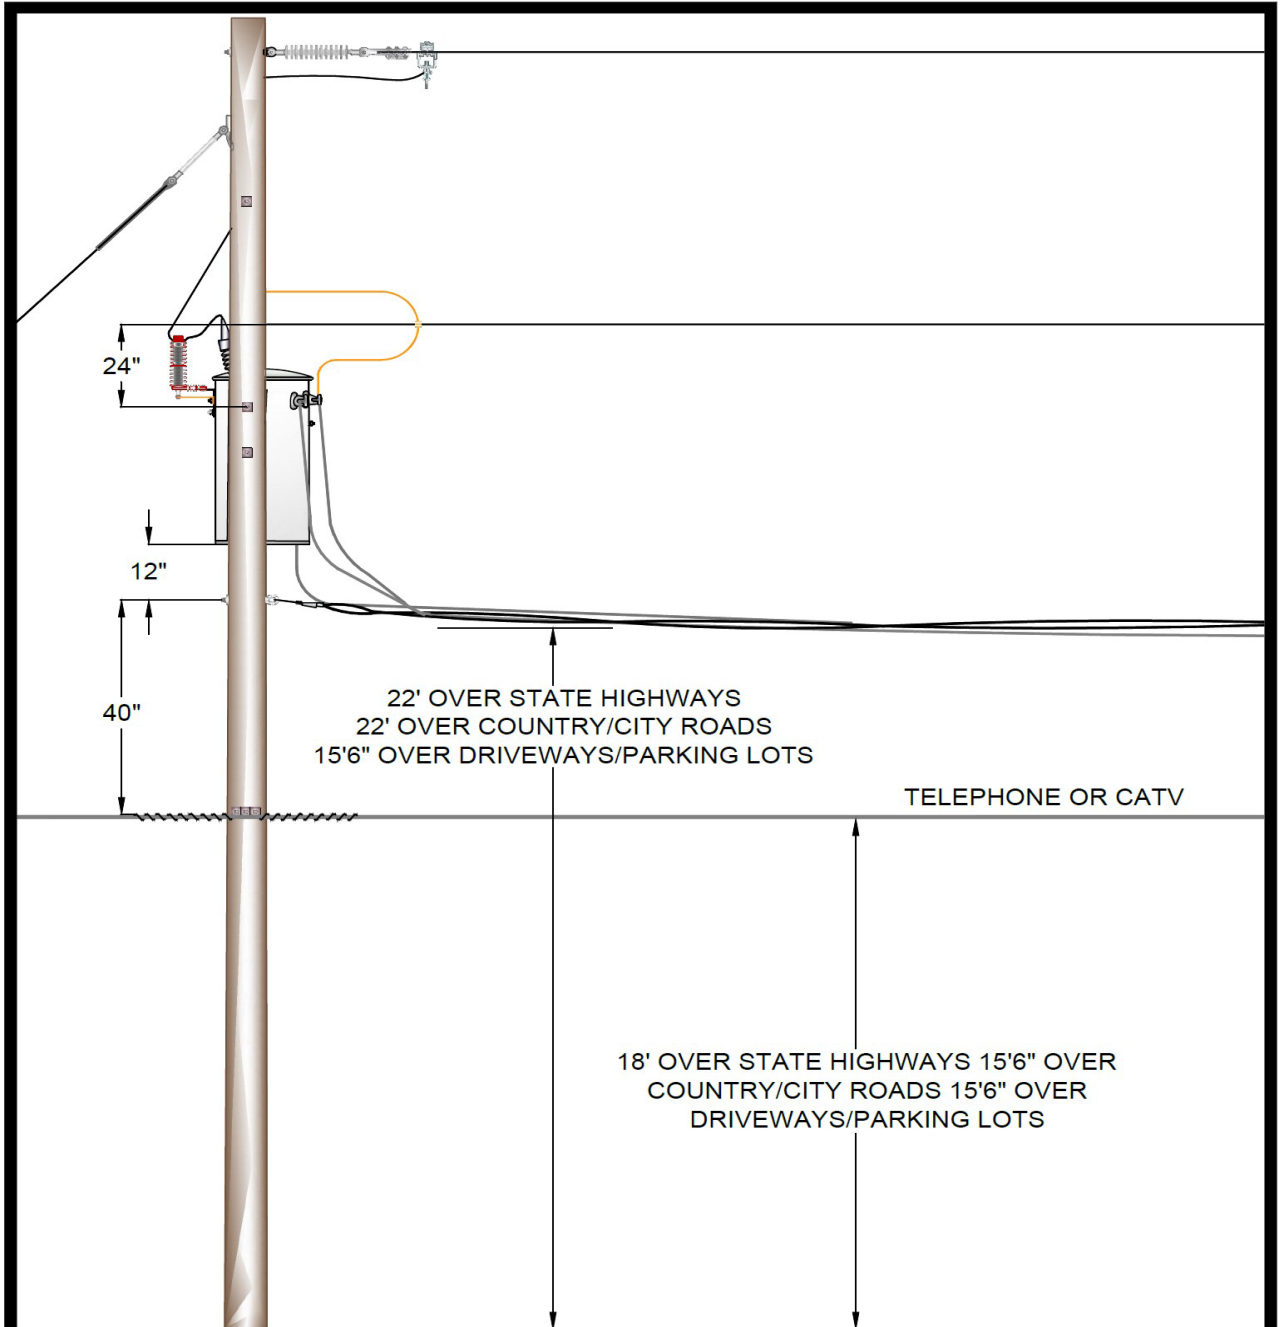 24"
12"
40"
22' OVER STATE HIGHWAYS
22' OVER COUNTRY/CITY ROADS
15'6" OVER DRIVEWAYS/PARKING LOTS
TELEPHONE OR CATV
18' OVER STATE HIGHWAYS 15'6" OVER
COUNTRY/CITY ROADS 15'6" OVER
DRIVEWAYS/PARKING LOTS